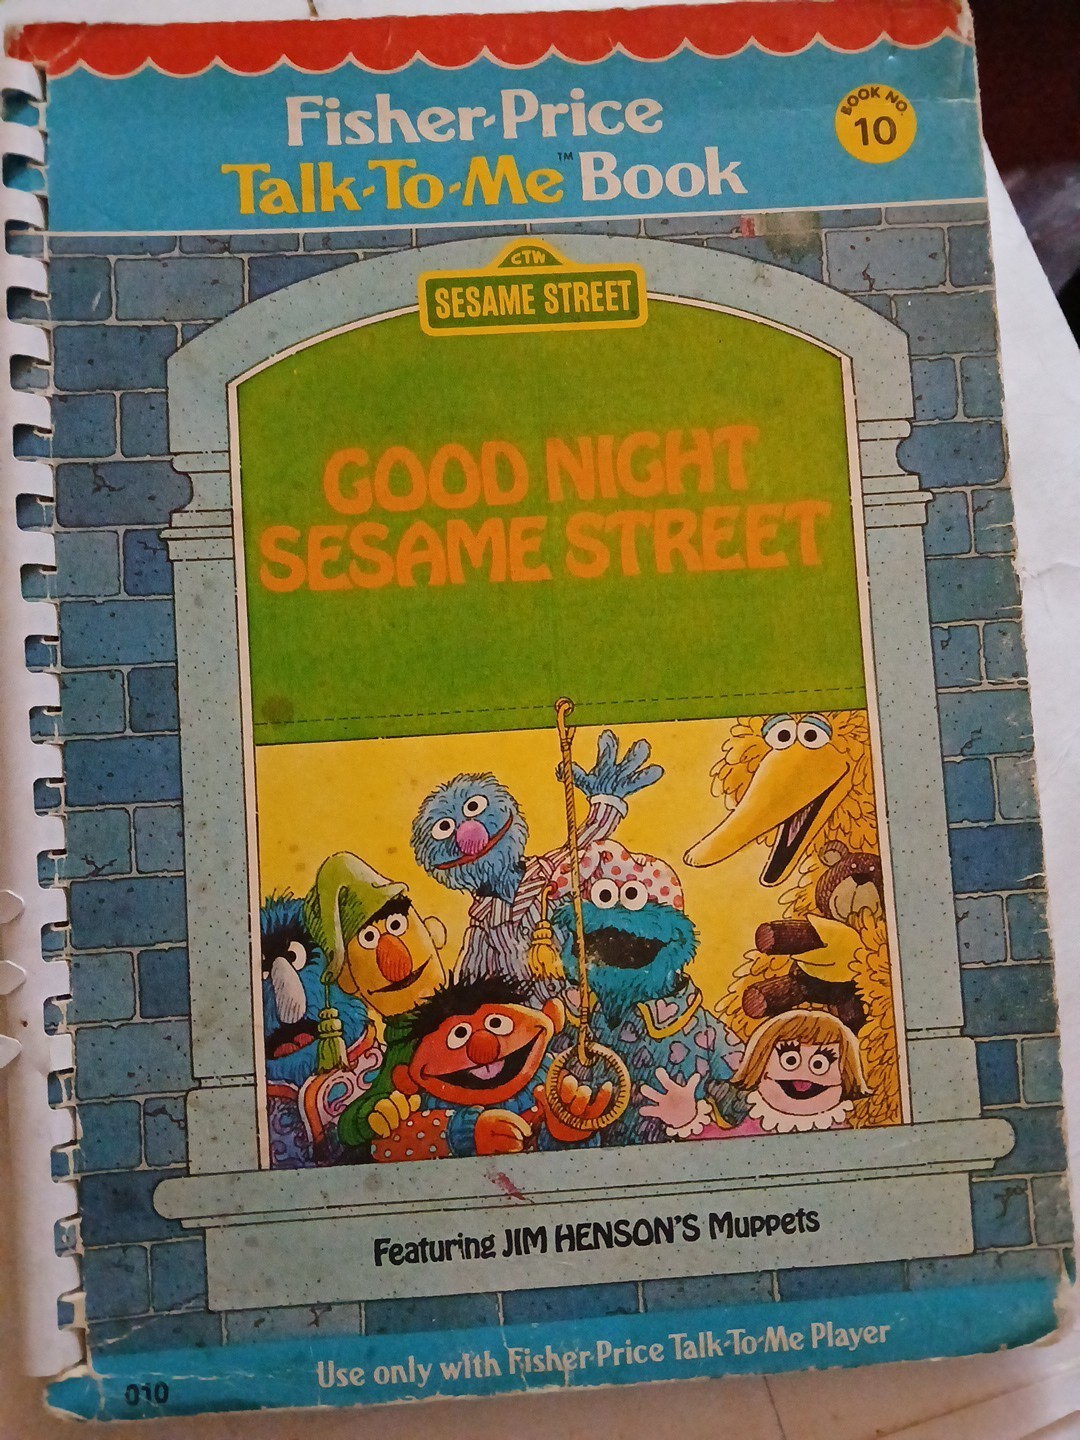 Fisher-Price
Talk-To-Me™ Book
BOOK NO.
10
CTW
SESAME STREET
GOOD NIGHT
SESAME STREET
Featuring JIM HENSON'S Muppets
Use only with Fisher-Price Talk-To-Me Player
010